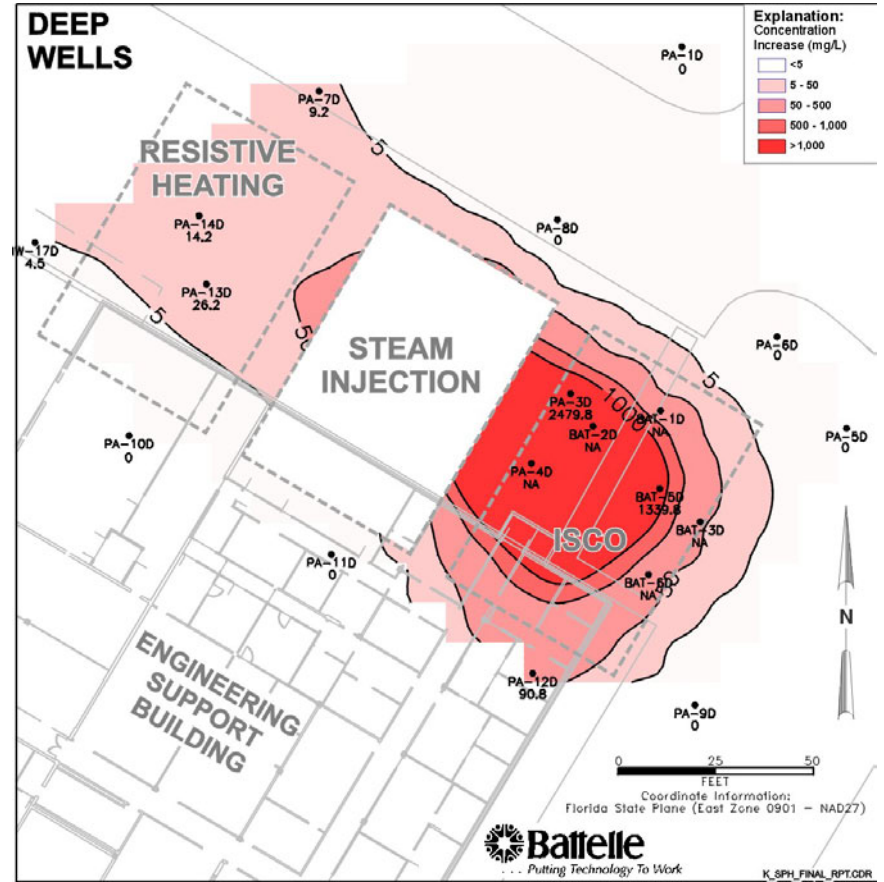 DEEP
WELLS
Explanation:
Concentration
Increase (mg/L)
<5
5 - 50
50 - 500
500 - 1,000
>1,000
PA-1D
0
PA-7D
9.2
5
RESISTIVE
HEATING
PA-14D
14.2
PA-8D
0
W-17D
4.5
PA-13D
26.2
5
50
STEAM
INJECTION
PA-6D
0
5
PA-3D
2479.8
1000
BAT-1D
NA
BAT-2D
NA
PA-10D
0
PA-5D
0
PA-4D
NA
BAT-5D
1339.8
BAT-3D
NA
ISCO
PA-11D
0
BAT-6D
NA
N
ENGINEERING
SUPPORT
BUILDING
PA-12D
90.8
PA-9D
0
0 25 50
FEET
Coordinate Information:
Florida State Plane (East Zone 0901 - NAD27)
Battelle
. . . Putting Technology To Work
K_SPH_FINAL_RPT.CDR